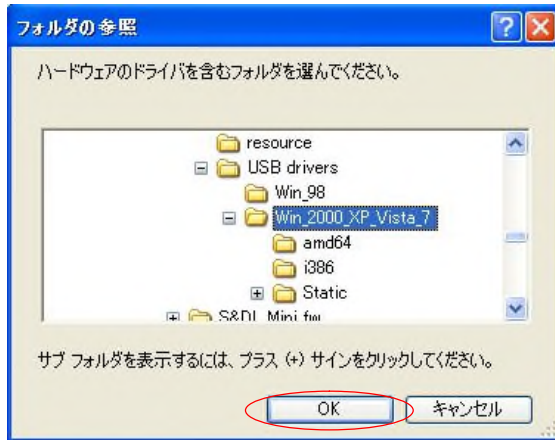 フォルダの参照
ハードウェアのドライバを含むフォルダを選んでください。
resource
USB drivers
Win_98
Win_2000_XP_Vista_7
amd64
i386
Static
S&DL Mini fw
サブ フォルダを表示するには、プラス (+) サインをクリックしてください。
OK キャンセル